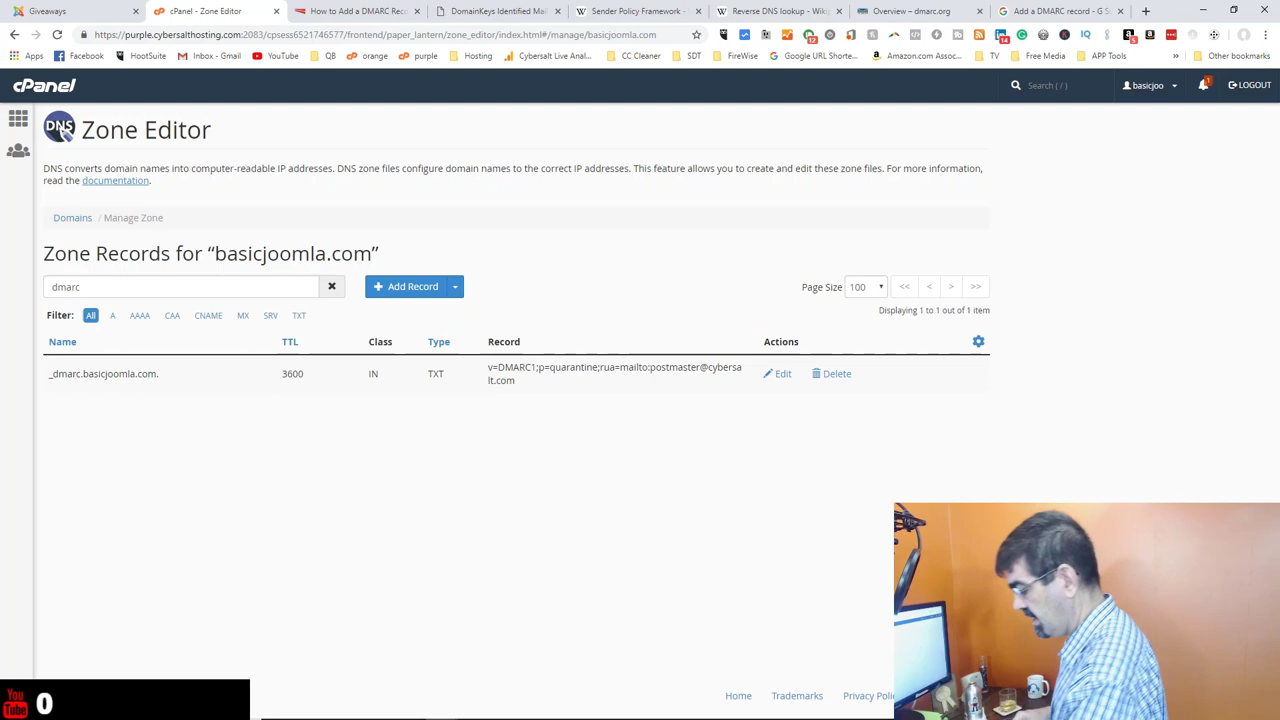 Giveaways
cPanel - Zone Editor
How to Add a DMARC Rec
DomainKeys Identified Mai
Sender Policy Framework -
Reverse DNS lookup - Wiki
Overview – dmarc.org
Add a DMARC record - G S
https://purple.cybersalthosting.com:2083/cpsess6521746577/frontend/paper_lantern/zone_editor/index.html#/manage/basicjoomla.com
Apps
Facebook
HootSuite
Inbox - Gmail
YouTube
QB
orange
purple
Hosting
Cybersalt Live Anal...
CC Cleaner
SDT
FireWise
Google URL Shorte...
Amazon.com Assoc...
TV
Free Media
APP Tools
Other bookmarks
cPanel
Search ( / )
basicjoo
1
LOGOUT
DNS
Zone Editor
DNS converts domain names into computer-readable IP addresses. DNS zone files configure domain names to the correct IP addresses. This feature allows you to create and edit these zone files. For more information,
read the documentation.
Domains / Manage Zone
Zone Records for “basicjoomla.com”
dmarc
Add Record
Page Size 100 << < > >>
Filter: All A AAAA CAA CNAME MX SRV TXT
Displaying 1 to 1 out of 1 item
Name TTL Class Type Record Actions
_dmarc.basicjoomla.com. 3600 IN TXT v=DMARC1;p=quarantine;rua=mailto:postmaster@cybersa
lt.com
Edit Delete
Home Trademarks Privacy Poli
You
Tube
0